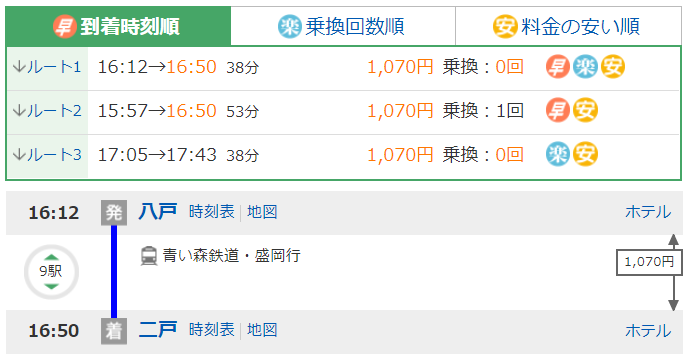 早 到着時刻順 楽 乗換回数順 安 料金の安い順
↓ルート1 16:12→16:50 38分 1,070円 乗換：0回 早 楽 安
↓ルート2 15:57→16:50 53分 1,070円 乗換：1回 早 安
↓ルート3 17:05→17:43 38分 1,070円 乗換：0回 楽 安
16:12 発 八戸 時刻表 | 地図 ホテル
9駅 青い森鉄道・盛岡行 1,070円
16:50 着 二戸 時刻表 | 地図 ホテル